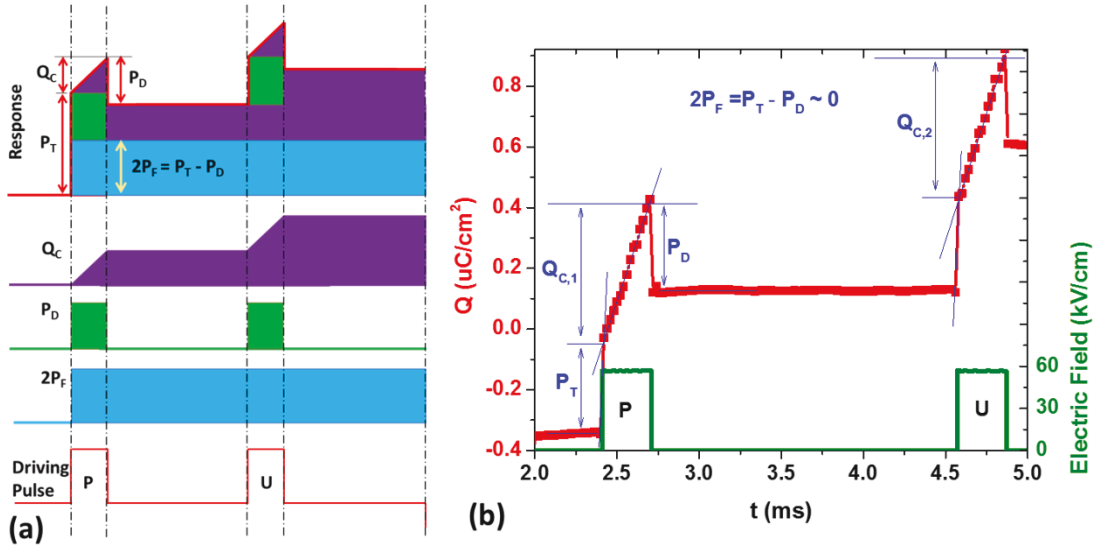 Response
Q_C
P_T
P_D
2P_F = P_T - P_D
Q_C
P_D
2P_F
Driving
Pulse
P
U
(a)
Q (uC/cm²)
0.8
0.6
0.4
0.2
0.0
-0.2
-0.4
2P_F =P_T - P_D ~ 0
Q_C,1
P_T
P_D
Q_C,2
P
U
60
30
0
Electric Field (kV/cm)
2.0 2.5 3.0 3.5 4.0 4.5 5.0
t (ms)
(b)